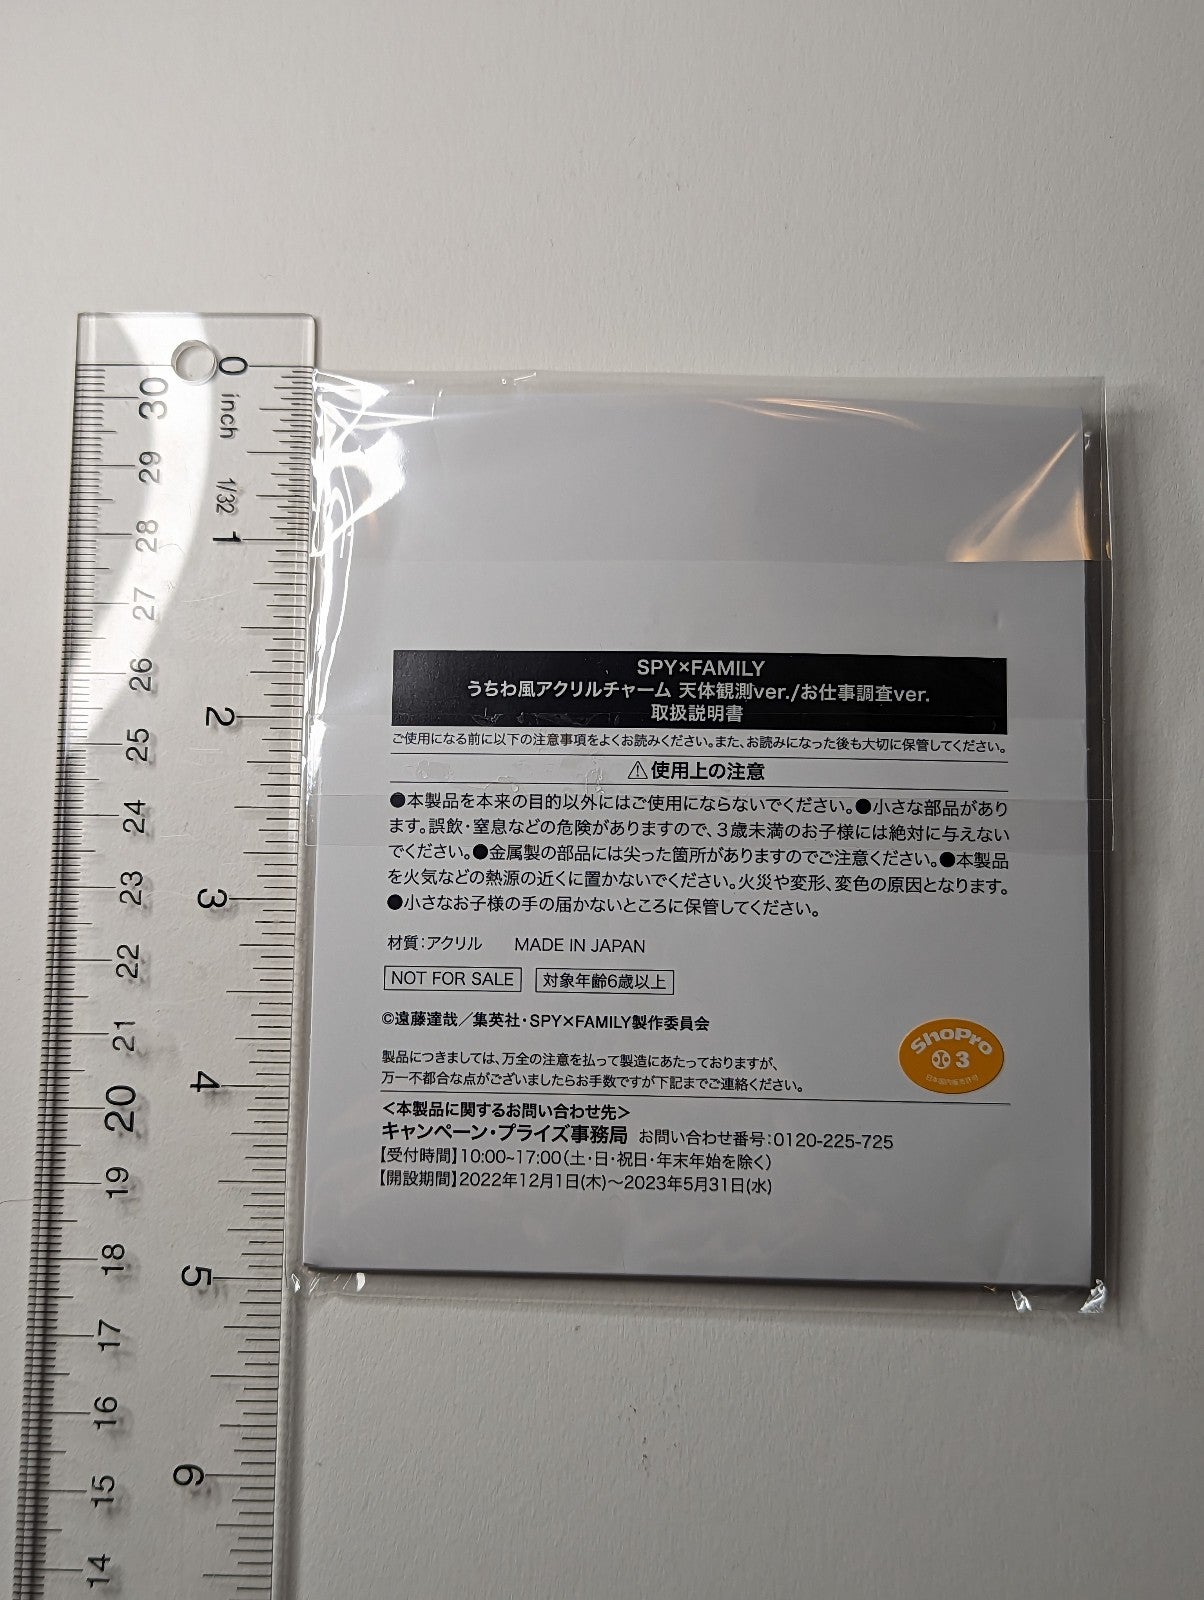 0
inch
1/32
1
2
3
4
5
6
30
29
28
27
26
25
24
23
22
21
20
19
18
17
16
15
14
SPY×FAMILY
うちわ風アクリルチャーム 天体観測ver./お仕事調査ver.
取扱説明書
ご使用になる前に以下の注意事項をよくお読みください。また、お読みになった後も大切に保管してください。
⚠使用上の注意
●本製品を本来の目的以外にはご使用にならないでください。●小さな部品があり
ます。誤飲・窒息などの危険がありますので、3歳未満のお子様には絶対に与えない
でください。●金属製の部品には尖った箇所がありますのでご注意ください。●本製品
を火気などの熱源の近くに置かないでください。火災や変形、変色の原因となります。
●小さなお子様の手の届かないところに保管してください。
材質:アクリル MADE IN JAPAN
NOT FOR SALE 対象年齢6歳以上
©遠藤達哉/集英社・SPY×FAMILY製作委員会
製品につきましては、万全の注意を払って製造にあたっておりますが、
万一不都合な点がございましたらお手数ですが下記までご連絡ください。
ShoPro
3
日本国内販売許可
<本製品に関するお問い合わせ先>
キャンペーン・プライズ事務局 お問い合わせ番号:0120-225-725
【受付時間】10:00~17:00(土・日・祝日・年末年始を除く)
【開設期間】2022年12月1日(木)~2023年5月31日(水)